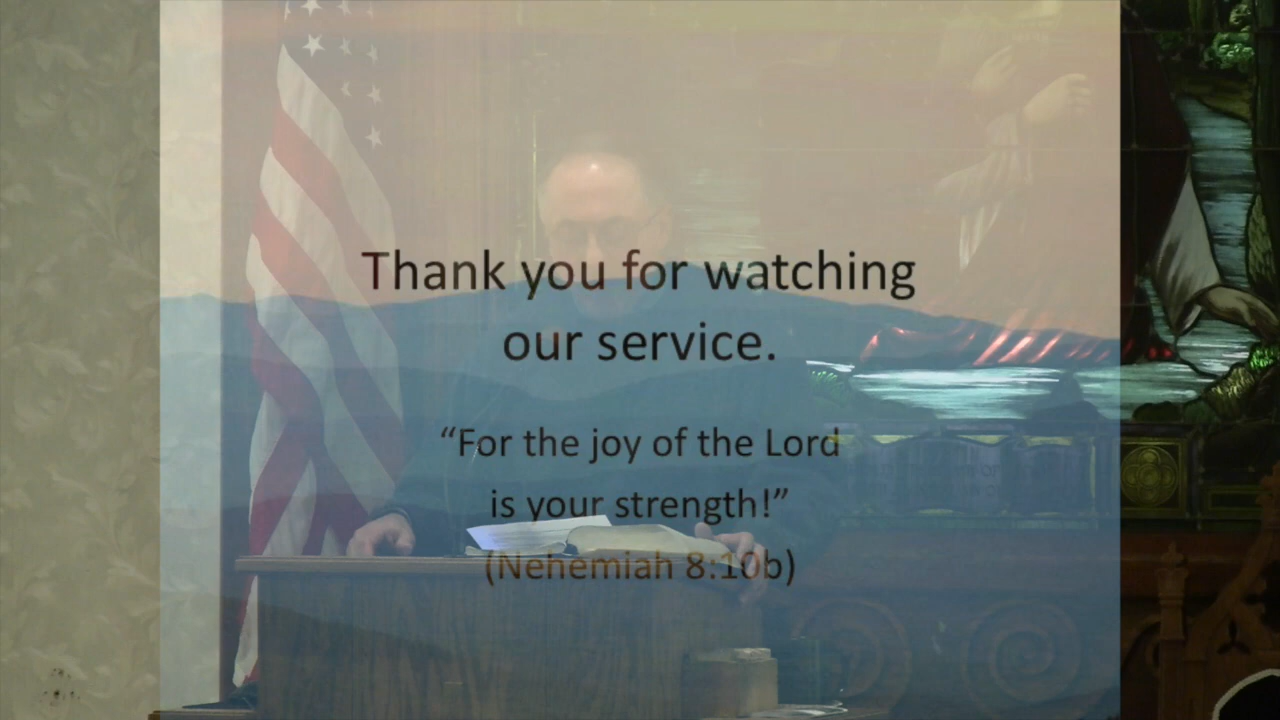 Thank you for watching
our service.
“For the joy of the Lord
is your strength!”
(Nehemiah 8:10b)